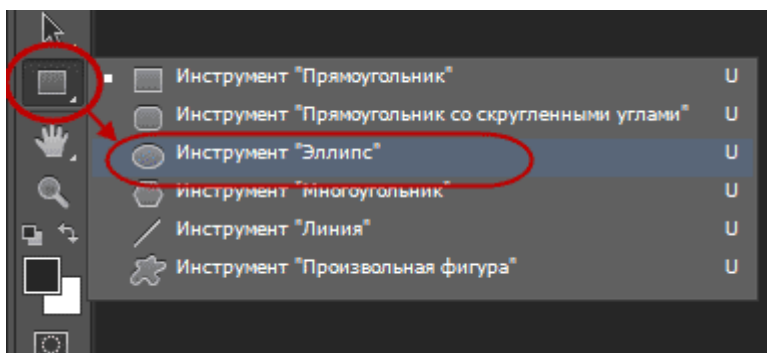 Инструмент "Прямоугольник" U
Инструмент "Прямоугольник со скругленными углами" U
Инструмент "Эллипс" U
Инструмент "Многоугольник" U
Инструмент "Линия" U
Инструмент "Произвольная фигура" U